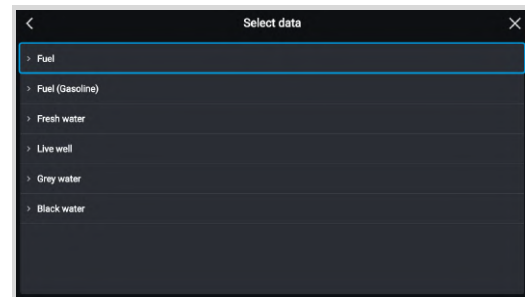 Select data
Fuel
Fuel (Gasoline)
Fresh water
Live well
Grey water
Black water